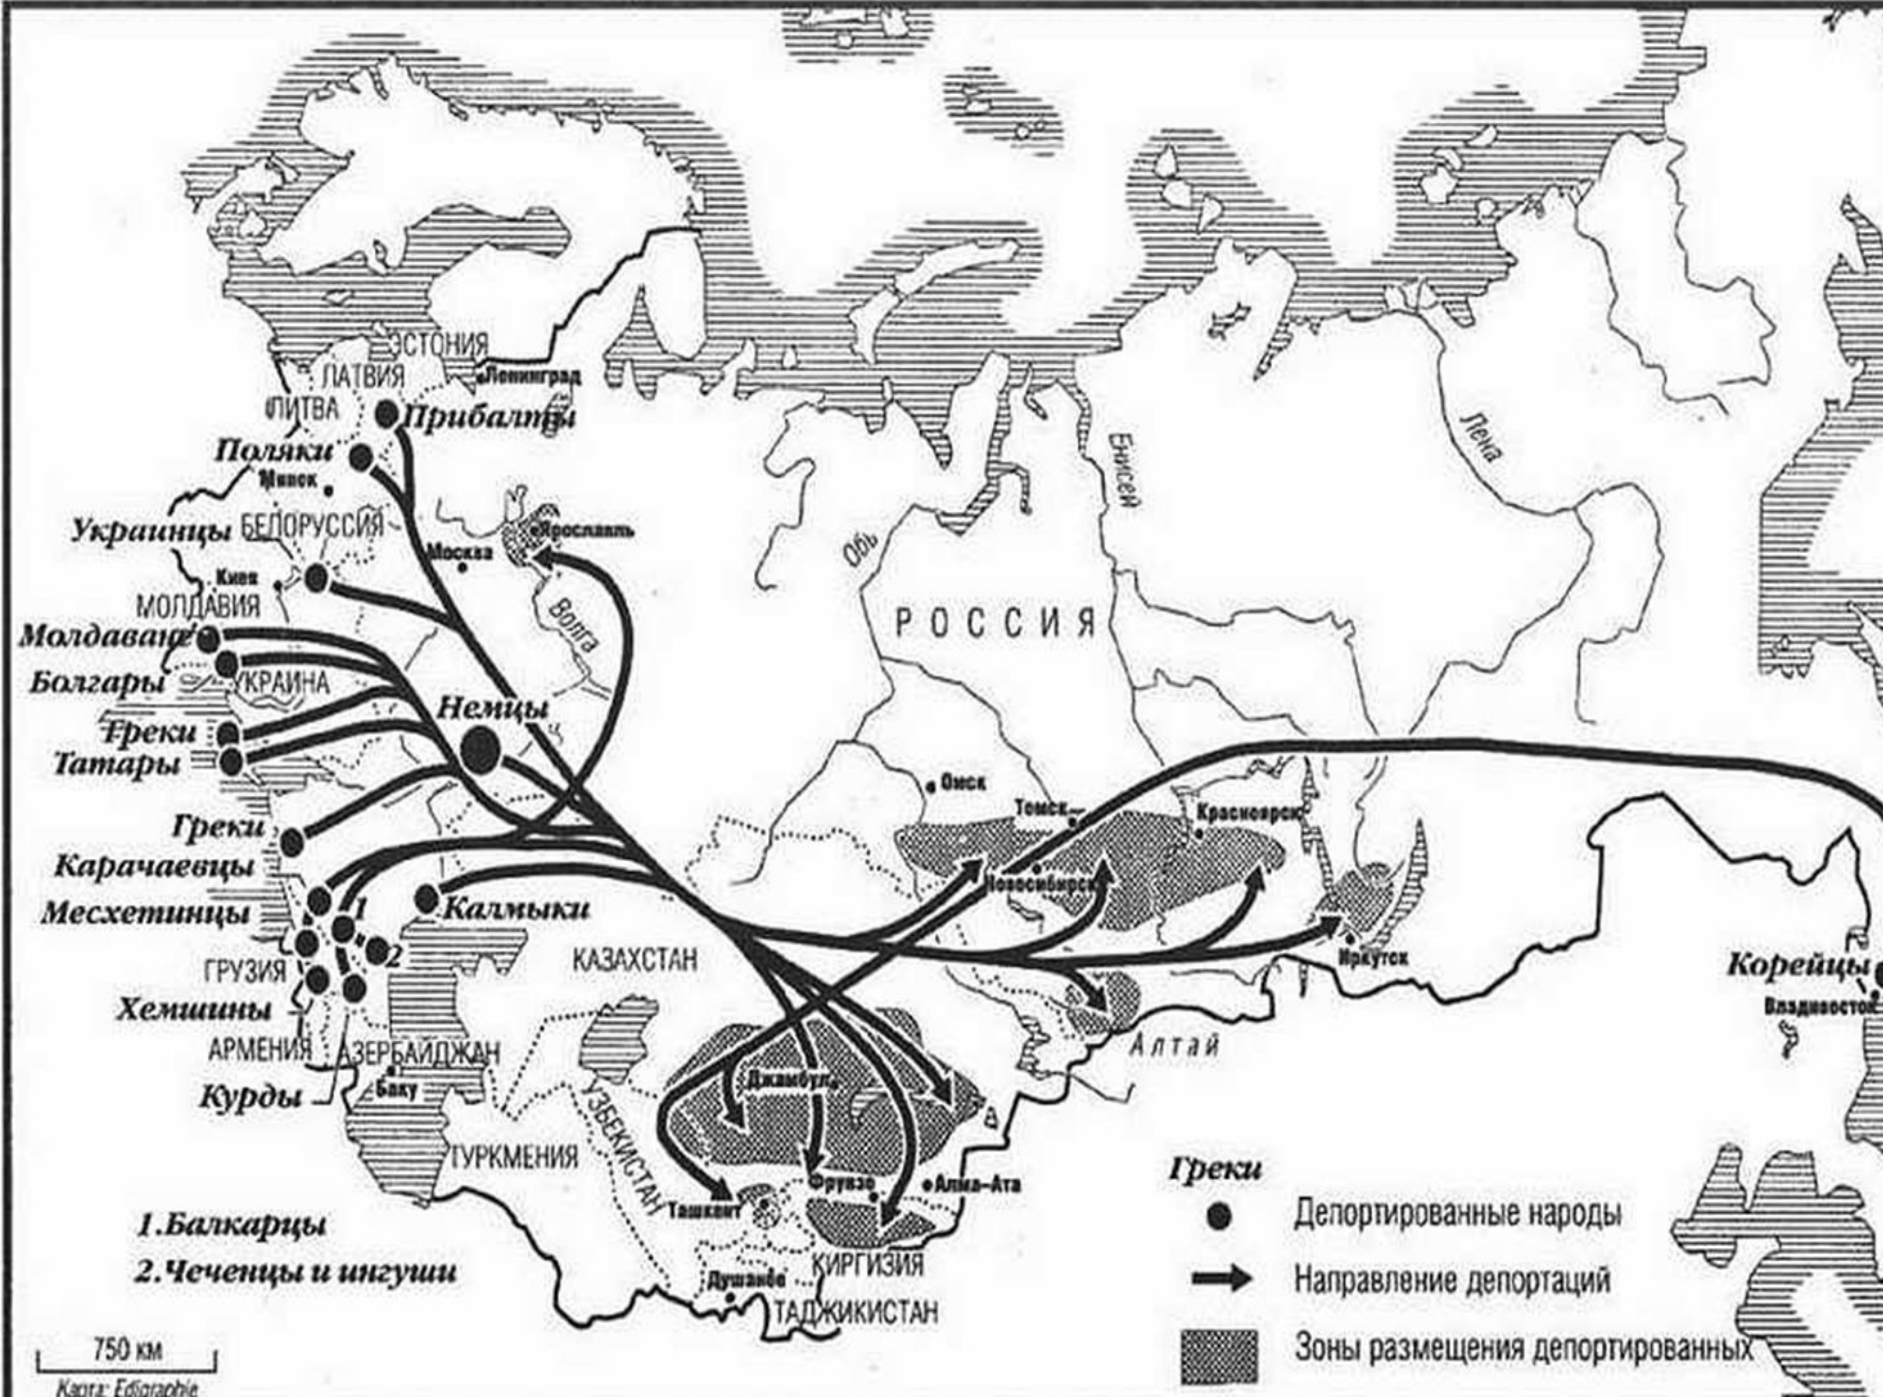 ЭСТОНИЯ
ЛАТВИЯ
Ленинград
ЛИТВА
Прибалты
Поляки
Минск
Украинцы
БЕЛОРУССИЯ
Ярославль
Москва
Киев
МОЛДАВИЯ
Волга
Обь
Енисей
Лена
РОССИЯ
Молдаване
Болгары
УКРАИНА
Немцы
Греки
Татары
Омск
Томск
Красноярск
Греки
Карачаевцы
Новосибирск
Месхетинцы
1
Калмыки
2
ГРУЗИЯ
КАЗАХСТАН
Иркутск
Корейцы
Владивосток
Хемшины
АРМЕНИЯ
АЗЕРБАЙДЖАН
Алтай
Баку
Курды
Джамбул
УЗБЕКИСТАН
ТУРКМЕНИЯ
Фрунзе
Алма-Ата
Ташкент
КИРГИЗИЯ
Душанбе
ТАДЖИКИСТАН
1.Балкарцы
2.Чеченцы и ингуши
Греки
Депортированные народы
Направление депортаций
Зоны размещения депортированных
750 км
Карта: Edigraphie